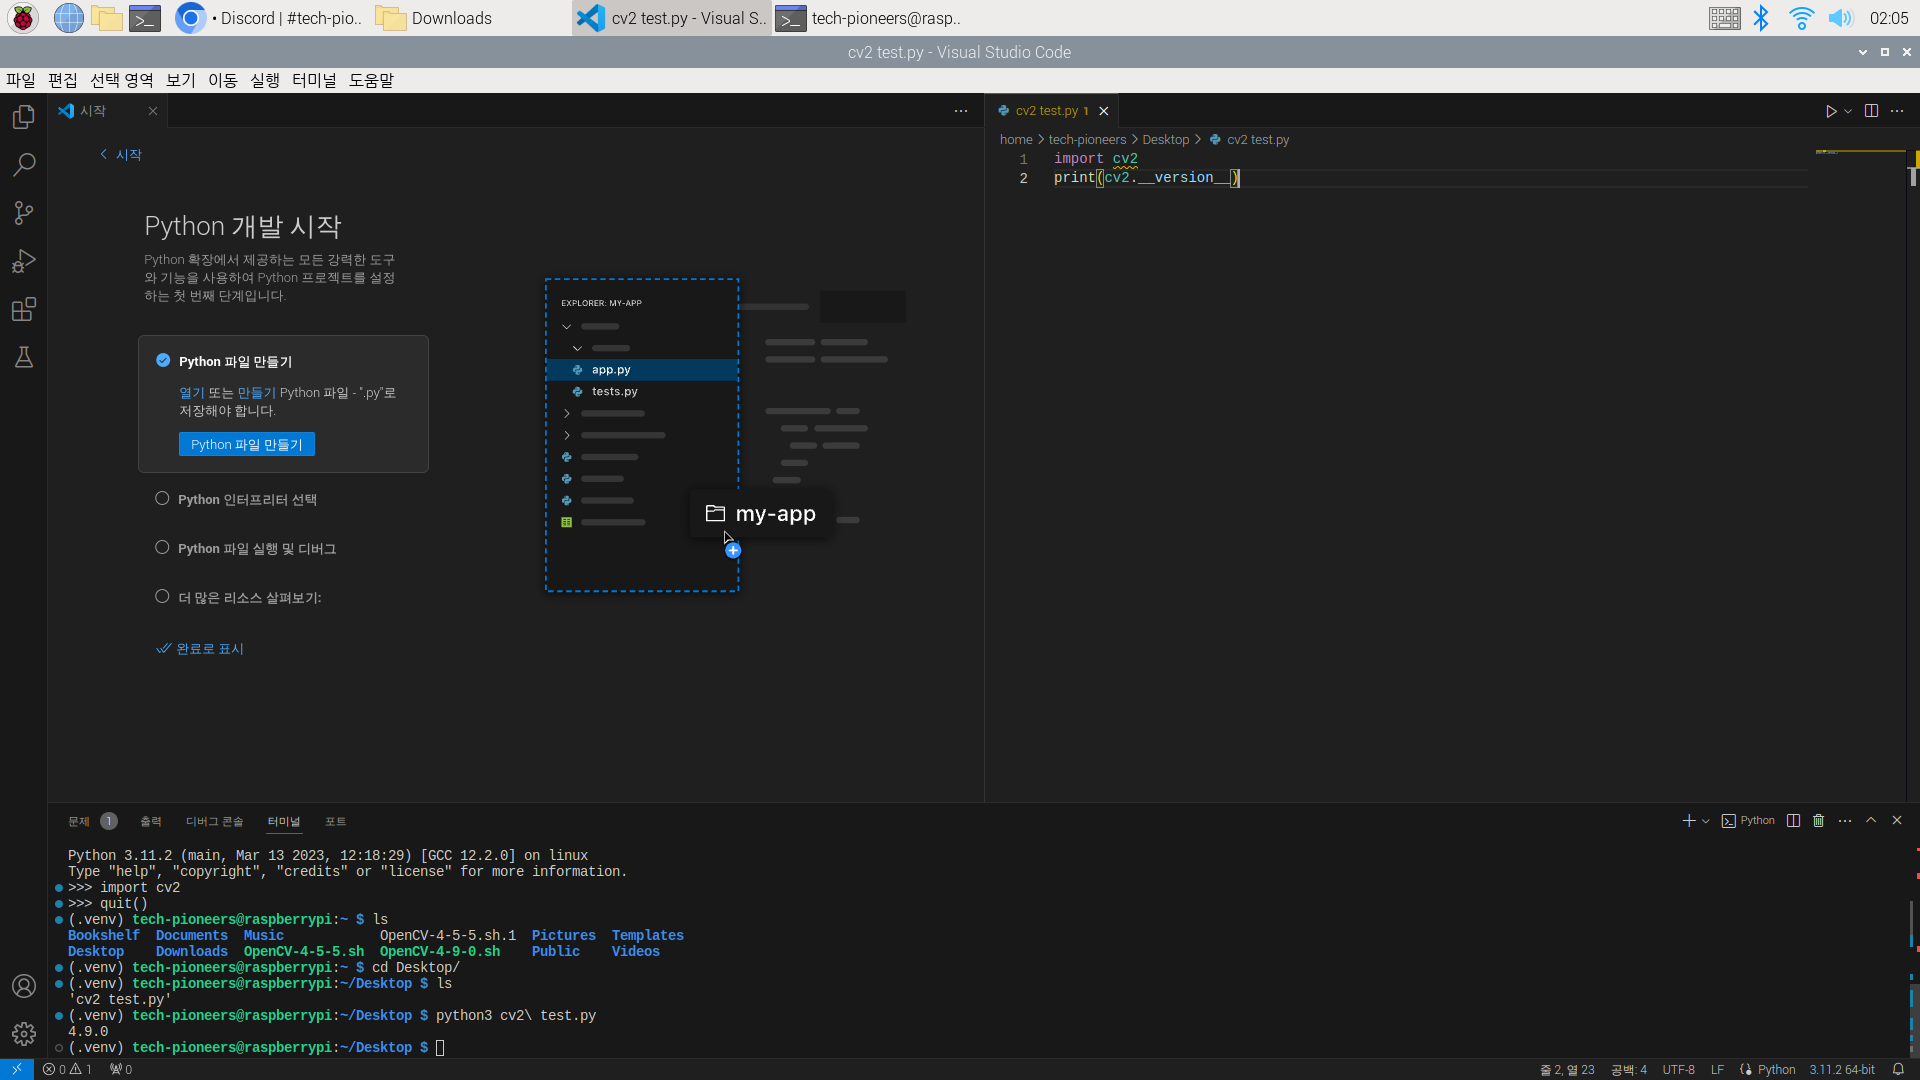 • Discord | #tech-pio..
Downloads
cv2 test.py - Visual S..
tech-pioneers@rasp..
02:05
cv2 test.py - Visual Studio Code
파일 편집 선택 영역 보기 이동 실행 터미널 도움말
시작
cv2 test.py 1
시작
home > tech-pioneers > Desktop > cv2 test.py
1 import cv2
2 print(cv2.__version__)
Python 개발 시작
Python 확장에서 제공하는 모든 강력한 도구
와 기능을 사용하여 Python 프로젝트를 설정
하는 첫 번째 단계입니다.
Python 파일 만들기
열기 또는 만들기 Python 파일 - ".py"로
저장해야 합니다.
Python 파일 만들기
Python 인터프리터 선택
Python 파일 실행 및 디버그
더 많은 리소스 살펴보기:
완료로 표시
EXPLORER: MY-APP
app.py
tests.py
my-app
문제 1 출력 디버그 콘솔 터미널 포트
Python
Python 3.11.2 (main, Mar 13 2023, 12:18:29) [GCC 12.2.0] on linux
Type "help", "copyright", "credits" or "license" for more information.
>>> import cv2
>>> quit()
(.venv) tech-pioneers@raspberrypi:~ $ ls
Bookshelf Documents Music OpenCV-4-5-5.sh.1 Pictures Templates
Desktop Downloads OpenCV-4-5-5.sh OpenCV-4-9-0.sh Public Videos
(.venv) tech-pioneers@raspberrypi:~ $ cd Desktop/
(.venv) tech-pioneers@raspberrypi:~/Desktop $ ls
'cv2 test.py'
(.venv) tech-pioneers@raspberrypi:~/Desktop $ python3 cv2\ test.py
4.9.0
(.venv) tech-pioneers@raspberrypi:~/Desktop $
0 1 0
줄 2, 열 23 공백: 4 UTF-8 LF Python 3.11.2 64-bit